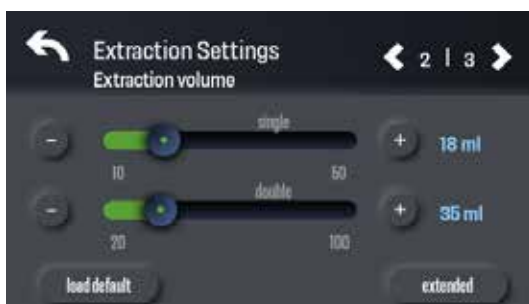 Extraction Settings
Extraction volume
2 | 3
single
- + 18 ml
10 50
double
- + 35 ml
20 100
load default extended